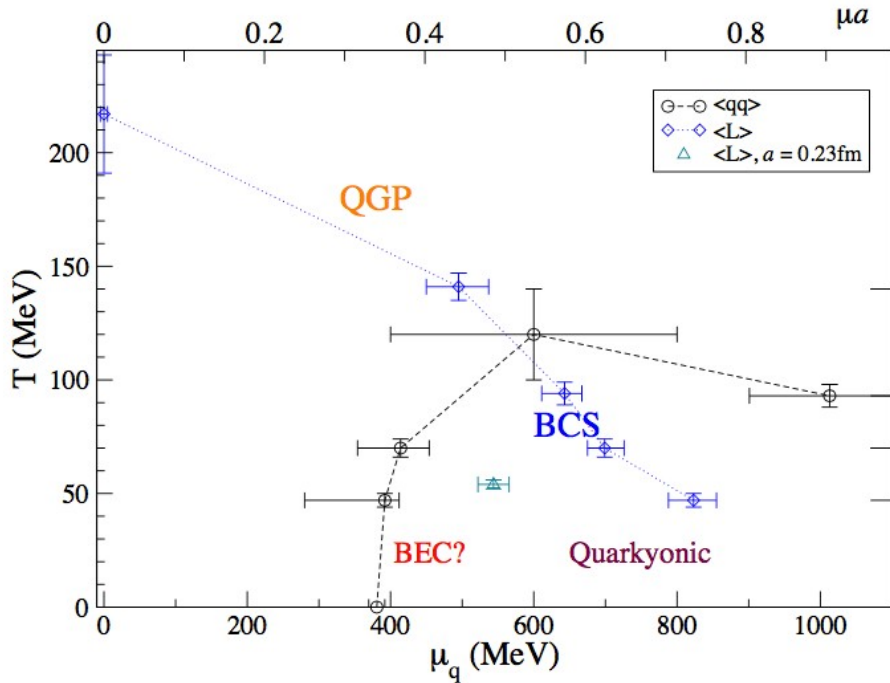 0 0.2 0.4 0.6 0.8 μa
<qq>
<L>
<L>, a = 0.23fm
200
150
100
50
0
T (MeV)
QGP
BCS
BEC?
Quarkyonic
0 200 400 600 800 1000
μq (MeV)